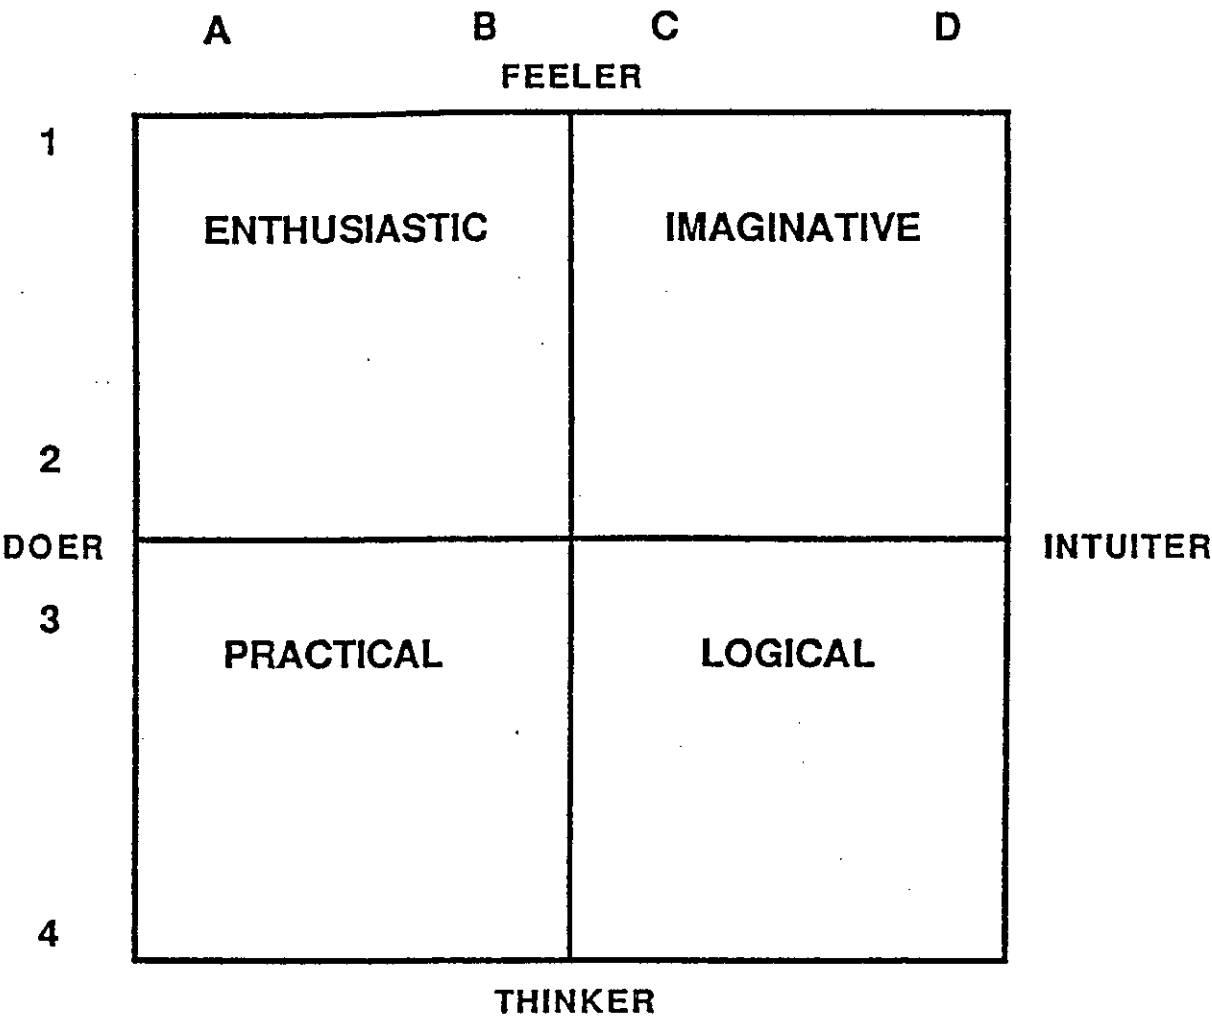 A B C D
FEELER
1
ENTHUSIASTIC IMAGINATIVE
2
DOER INTUITER
3
PRACTICAL LOGICAL
4
THINKER